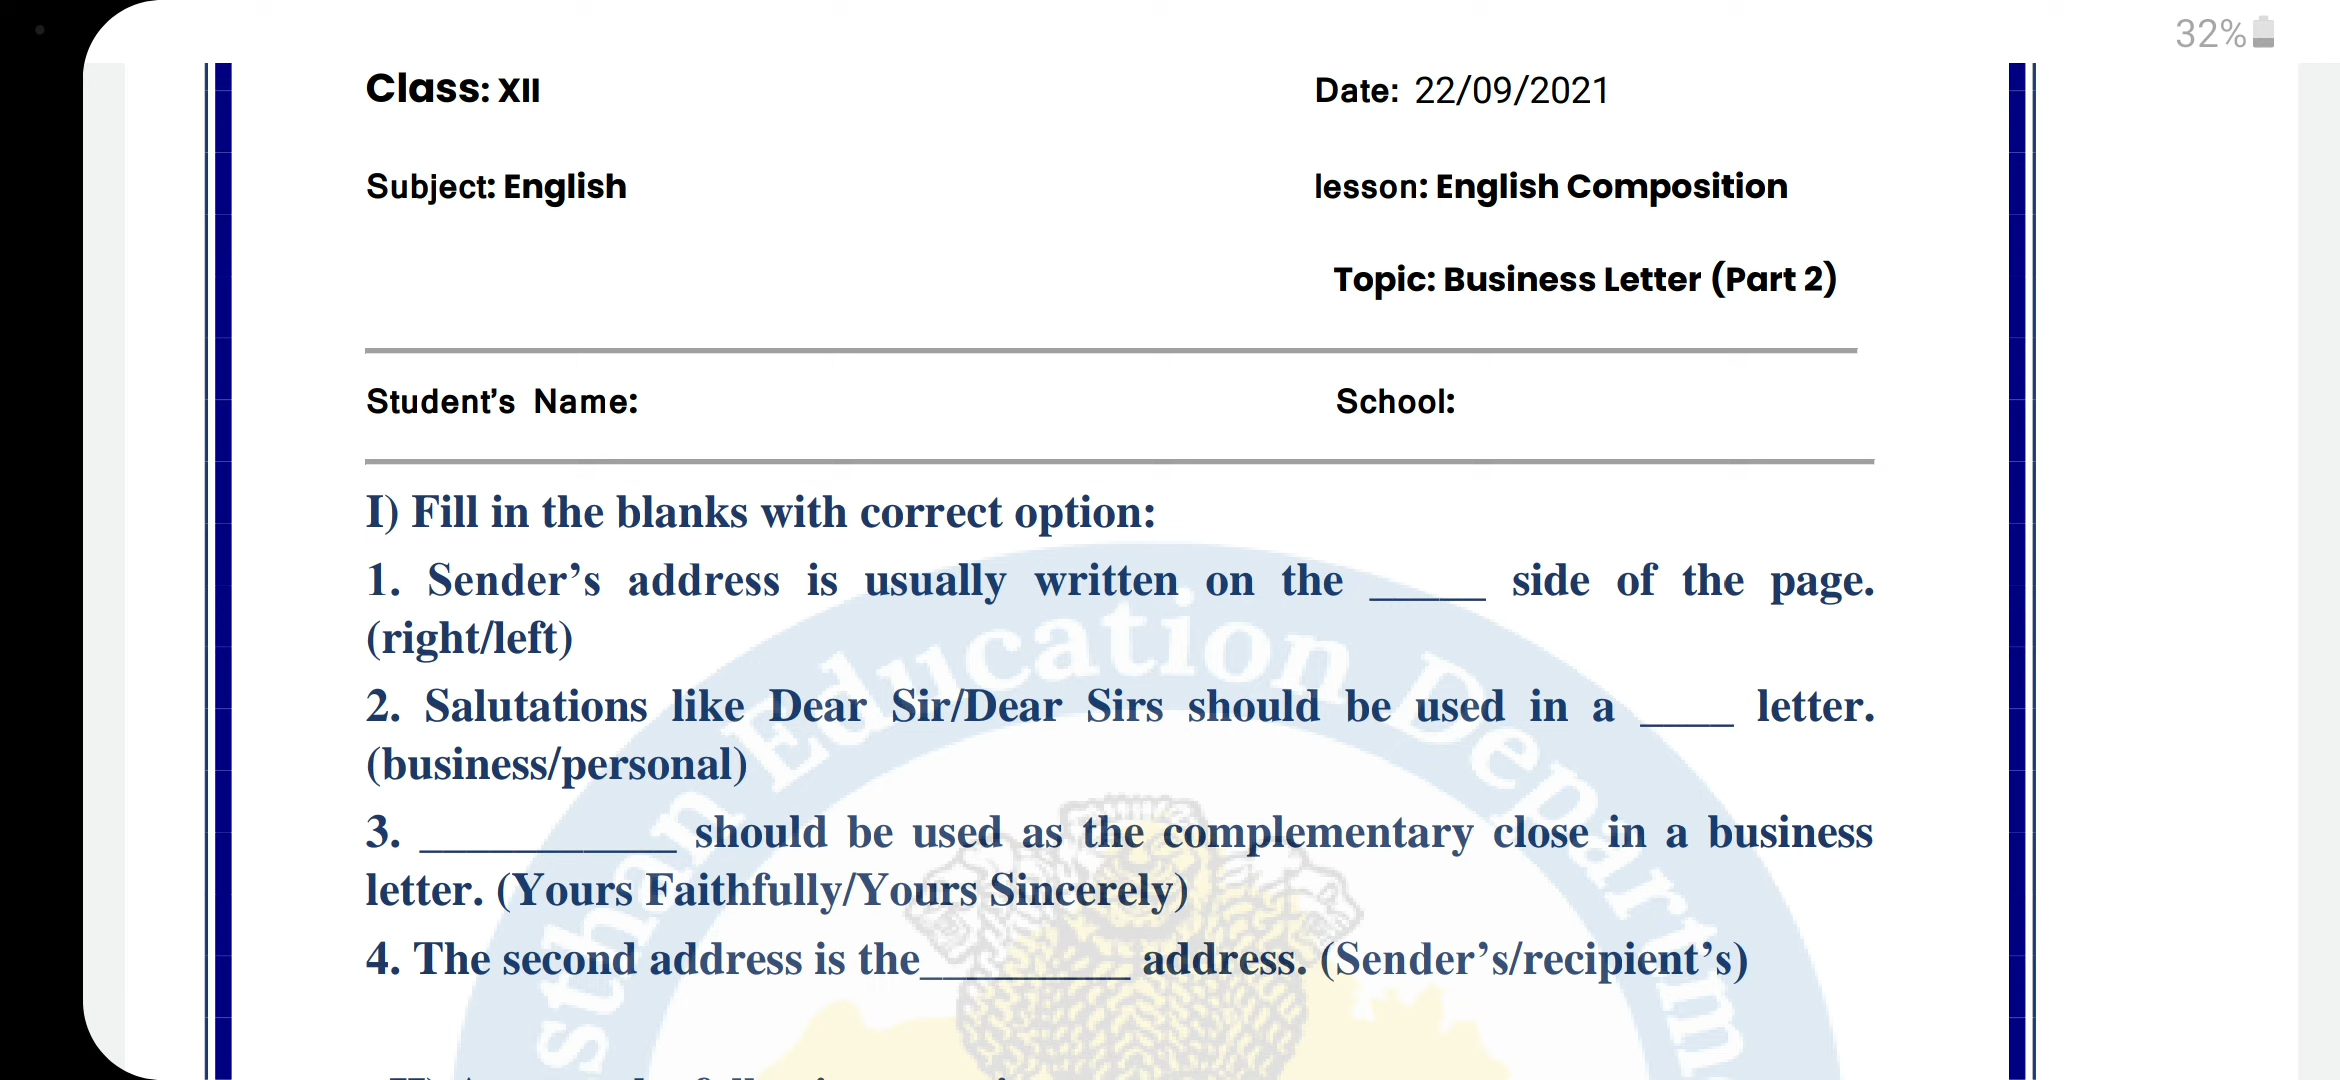 32%
Class: XII
Date: 22/09/2021
Subject: English
lesson: English Composition
Topic: Business Letter (Part 2)
Student’s Name:
School:
I) Fill in the blanks with correct option:
1. Sender’s address is usually written on the _____ side of the page.
(right/left)
2. Salutations like Dear Sir/Dear Sirs should be used in a ____ letter.
(business/personal)
3. ___________ should be used as the complementary close in a business
letter. (Yours Faithfully/Yours Sincerely)
4. The second address is the_________ address. (Sender’s/recipient’s)
sthan Education Departm